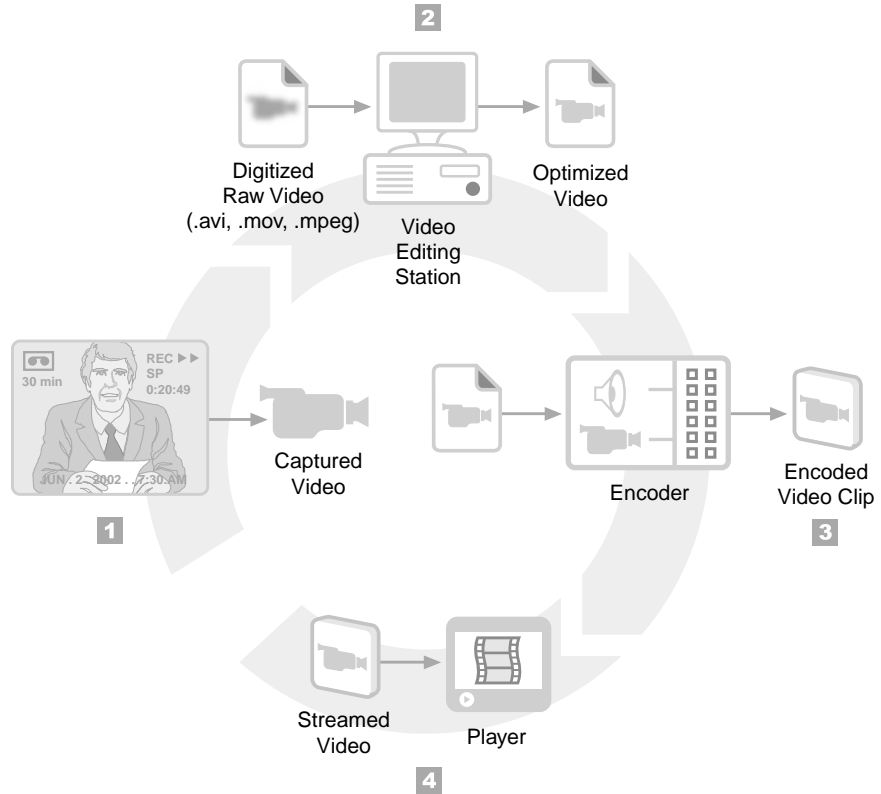 2
Digitized
Raw Video
(.avi, .mov, .mpeg)
Video
Editing
Station
Optimized
Video
30 min
REC
SP
0:20:49
JUN . 2 . 2002 . . 7:30.AM
1
Captured
Video
Encoder
Encoded
Video Clip
3
Streamed
Video
Player
4